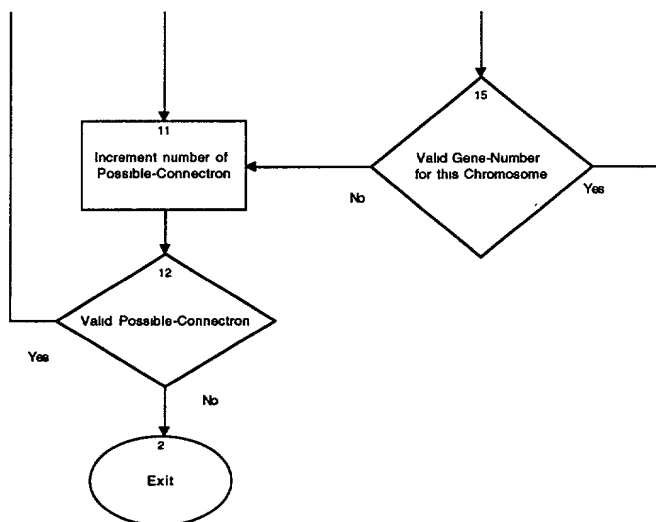 11
Increment number of
Possible-Connectron
15
Valid Gene-Number
for this Chromosome
No
Yes
12
Valid Possible-Connectron
Yes
No
2
Exit